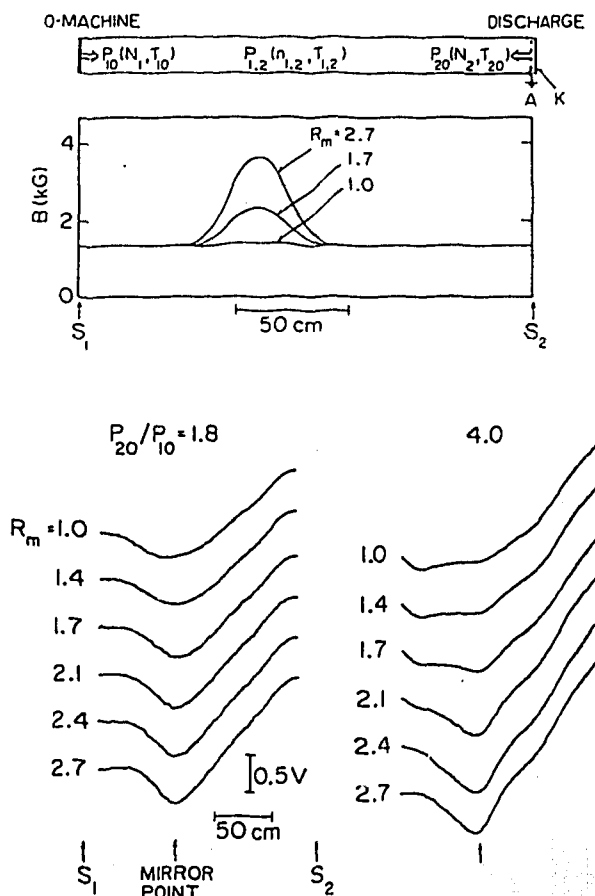 Q-MACHINE DISCHARGE
P10(N1,T10) P1,2(n1,2,T1,2) P20(N2,T20)
A K
Rm=2.7
1.7
1.0
B (kG)
4
2
0
50 cm
S1 S2
P20/P10=1.8 4.0
Rm=1.0
1.4
1.7
2.1
2.4
2.7
1.0
1.4
1.7
2.1
2.4
2.7
0.5V
50 cm
S1 MIRROR POINT S2